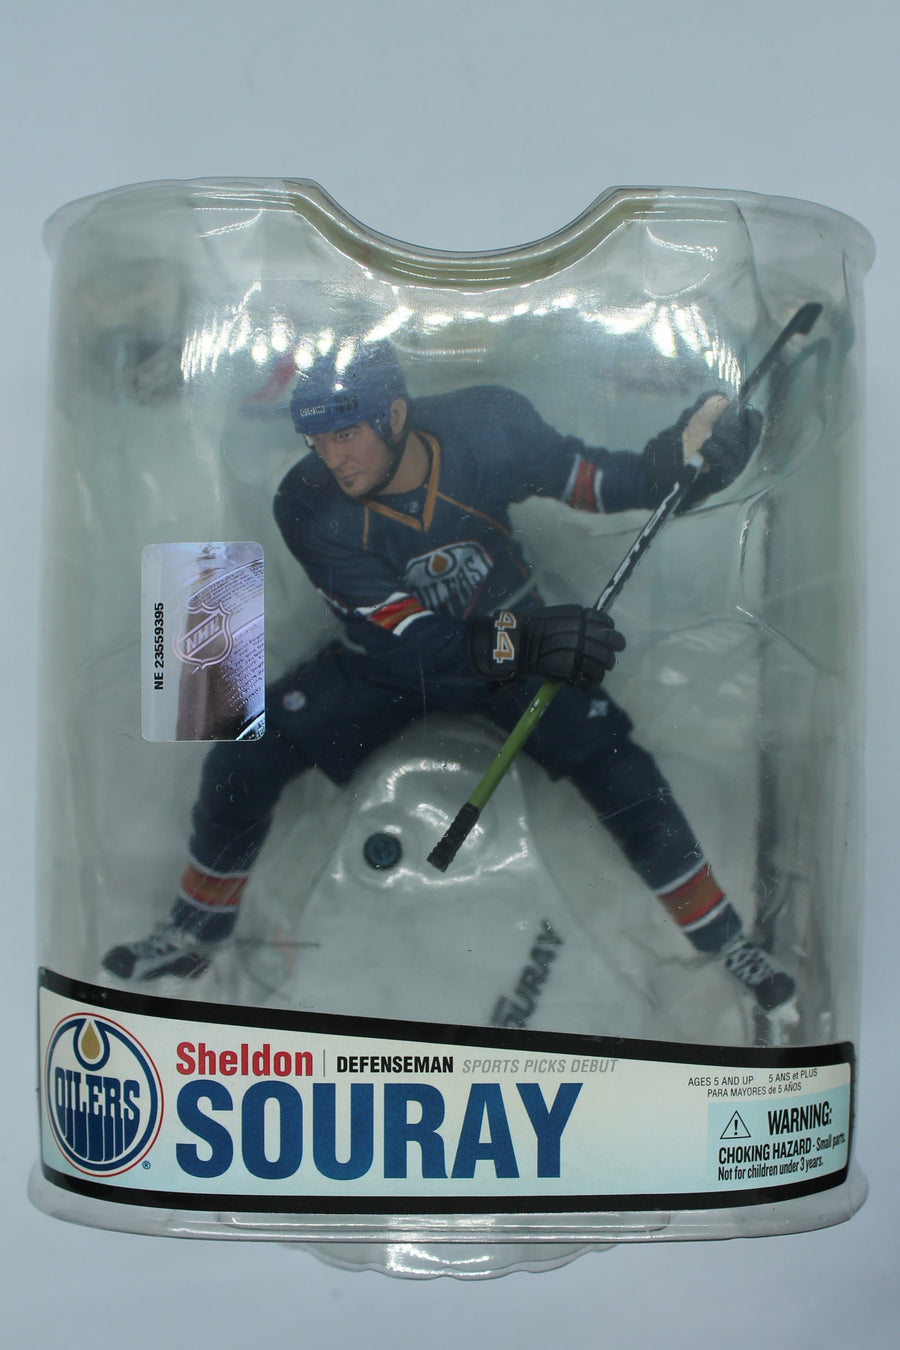 CCM
OILERS
44
NE 23559395
NHL
SOURAY
OILERS
®
Sheldon
DEFENSEMAN
SPORTS PICKS DEBUT
SOURAY
AGES 5 AND UP 5 ANS et PLUS
PARA MAYORES de 5 AÑOS
WARNING:
CHOKING HAZARD - Small parts.
Not for children under 3 years.